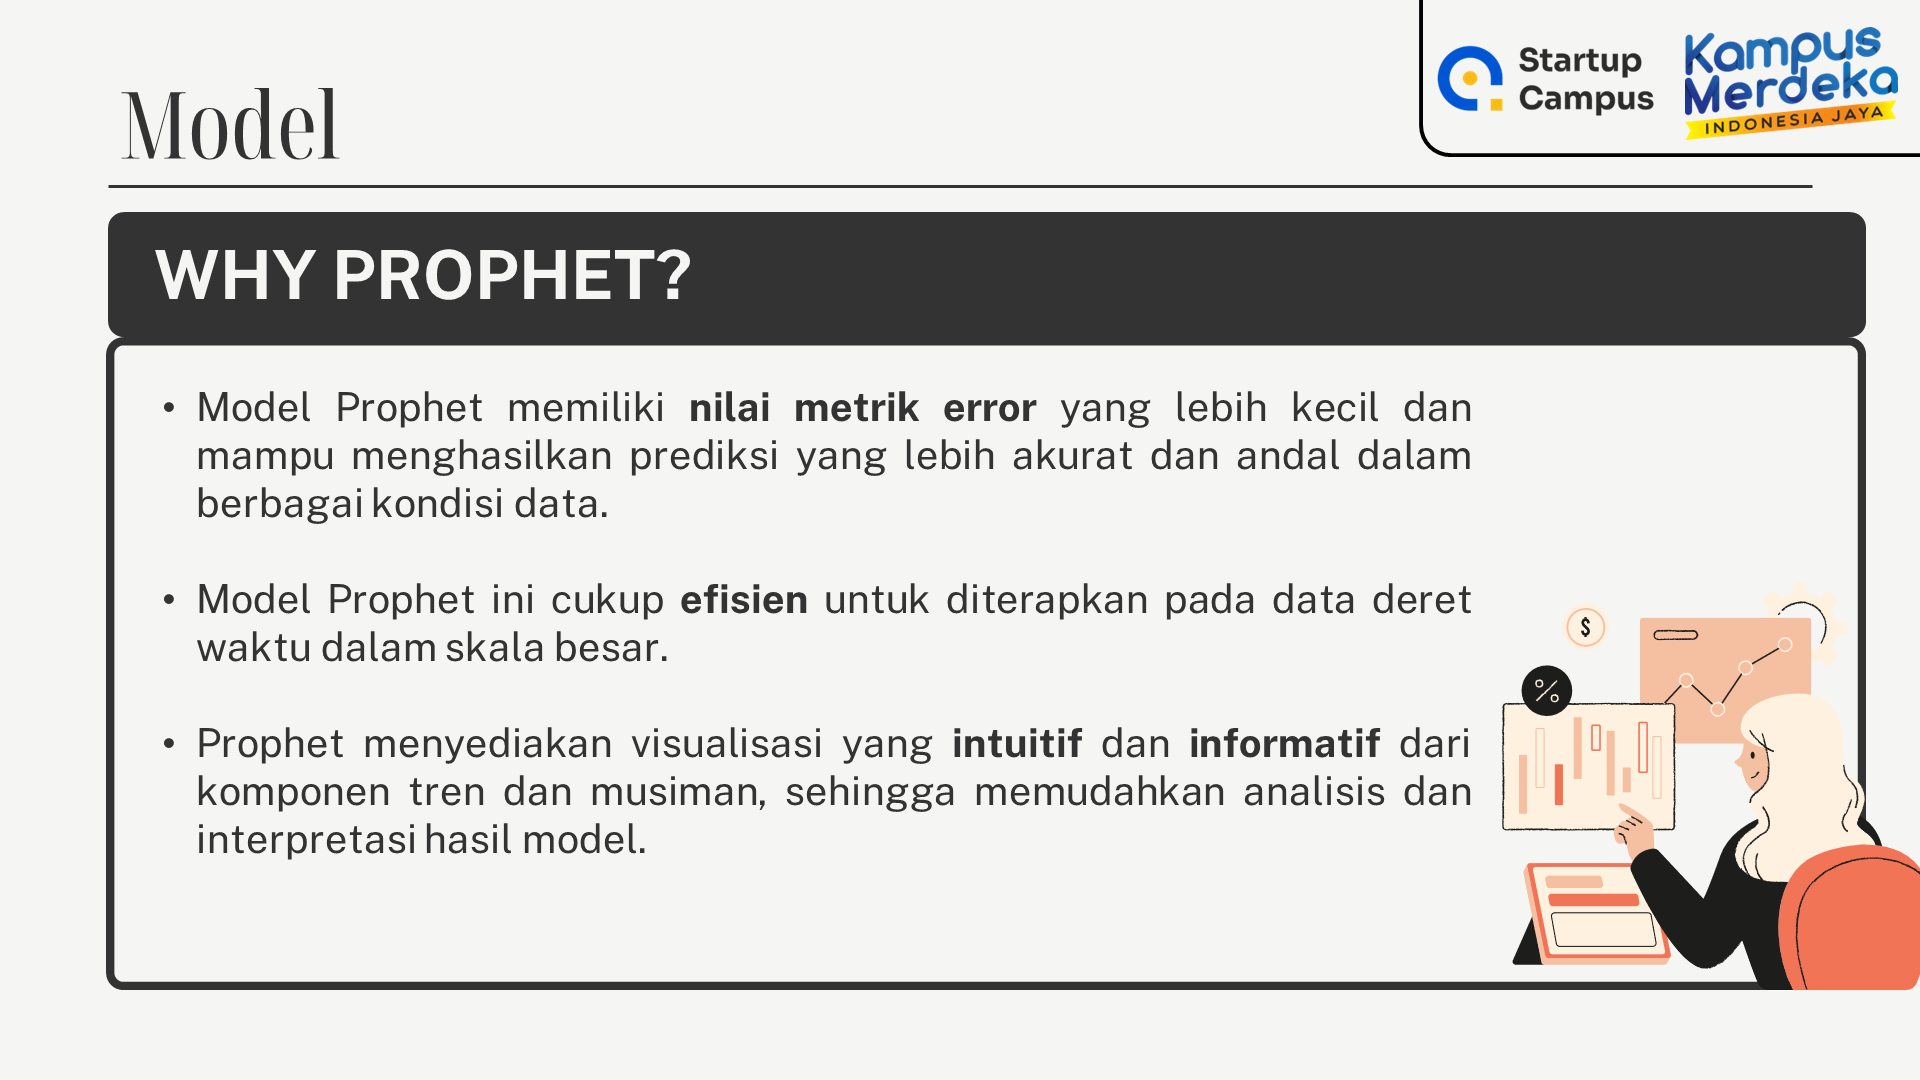 Startup
Campus
Kampus
Merdeka
INDONESIA JAYA
Model
WHY PROPHET?
• Model Prophet memiliki nilai metrik error yang lebih kecil dan
mampu menghasilkan prediksi yang lebih akurat dan andal dalam
berbagai kondisi data.
• Model Prophet ini cukup efisien untuk diterapkan pada data deret
waktu dalam skala besar.
• Prophet menyediakan visualisasi yang intuitif dan informatif dari
komponen tren dan musiman, sehingga memudahkan analisis dan
interpretasi hasil model.
$
%